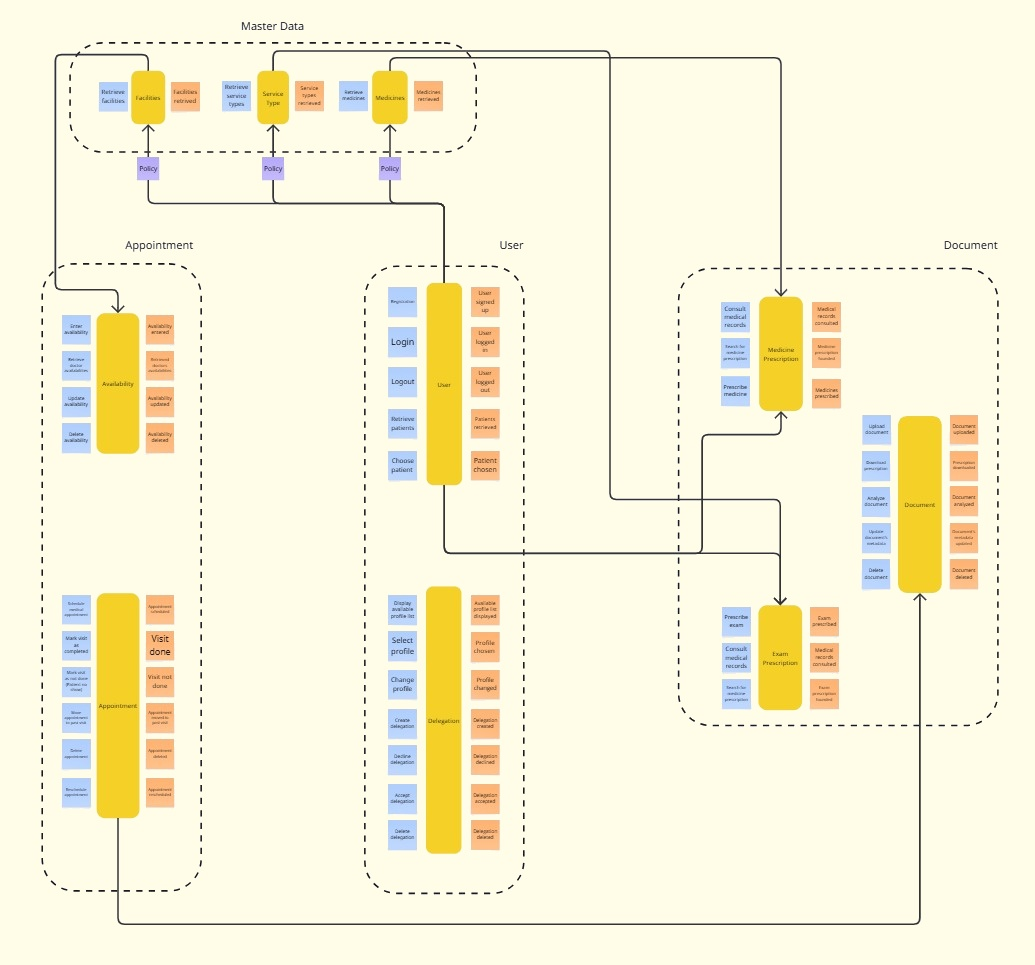 Master Data
Retrieve
facilities
Facilities
Facilities
retrived
Retrieve
service
types
Service
Type
Service
types
retrieved
Retrieve
medicines
Medicines
Medicines
retrieved
Policy
Policy
Policy
Appointment
Enter
availability
Retrieve
doctor
availabilities
Update
availability
Delete
availability
Availability
Availability
entered
Retrieved
doctors
availabilities
Availability
updated
Availability
deleted
Schedule
medical
appointment
Mark visit
as
completed
Mark visit
as not done
(Patient no
show)
Move
appointment
to past visit
Delete
appointment
Reschedule
appointment
Appointment
Appointment
scheduled
Visit
done
Visit not
done
Appointment
moved to
past visit
Appointment
deleted
Appointment
rescheduled
User
Registration
Login
Logout
Retrieve
patients
Choose
patient
User
User
signed
up
User
logged
in
User
logged
out
Patients
retrieved
Patient
chosen
Display
available
profile list
Select
profile
Change
profile
Create
delegation
Decline
delegation
Accept
delegation
Delete
delegation
Delegation
Available
profile list
displayed
Profile
chosen
Profile
changed
Delegation
created
Delegation
declined
Delegation
accepted
Delegation
deleted
Document
Consult
medical
records
Search for
medicine
prescription
Prescribe
medicine
Medicine
Prescription
Medical
records
consulted
Medicine
prescription
founded
Medicines
prescribed
Upload
document
Download
prescription
Analyze
document
Update
document's
metadata
Delete
document
Document
Document
uploaded
Prescription
downloaded
Document
analyzed
Document's
metadata
updated
Document
deleted
Prescribe
exam
Consult
medical
records
Search for
medicine
prescription
Exam
Prescription
Exam
prescribed
Medical
records
consulted
Exam
prescription
founded